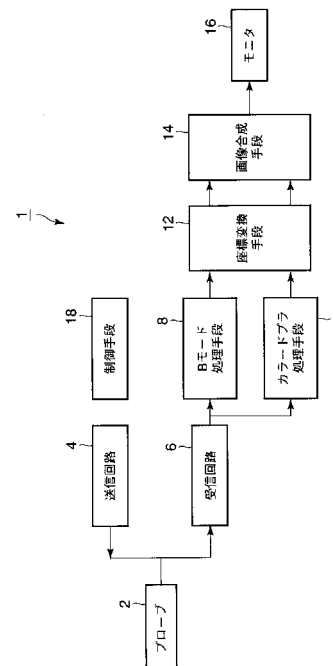 1
2
プローブ
4
送信回路
18
制御手段
6
受信回路
8
Bモード
処理手段
カラードプラ
処理手段
12
座標変換
手段
14
画像合成
手段
16
モニタ